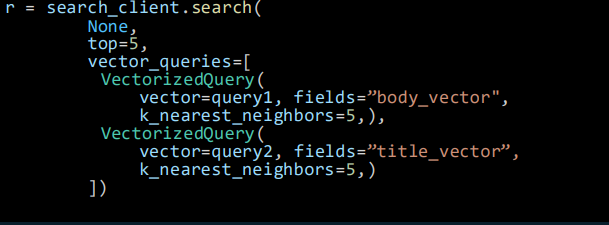 r = search_client.search(
None,
top=5,
vector_queries=[
VectorizedQuery(
vector=query1, fields=”body_vector",
k_nearest_neighbors=5,),
VectorizedQuery(
vector=query2, fields=”title_vector”,
k_nearest_neighbors=5,)
])